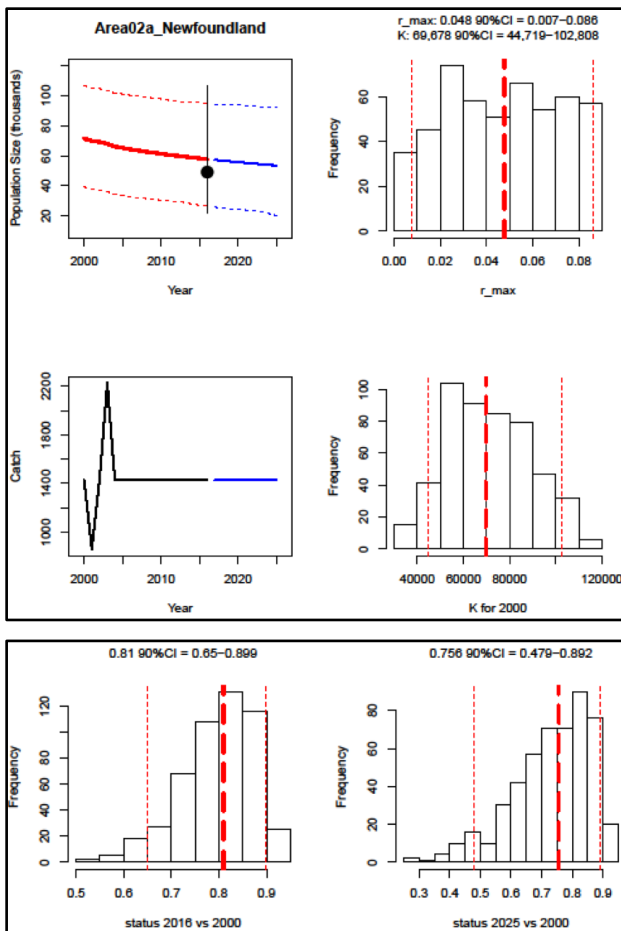 Area02a_Newfoundland
Population Size (thousands)
100
80
60
40
20
2000 2010 2020
Year
r_max: 0.048 90%CI = 0.007−0.086
K: 69,678 90%CI = 44,719−102,808
Frequency
60
40
20
0
0.00 0.02 0.04 0.06 0.08
r_max
Catch
2200
1800
1400
1000
2000 2010 2020
Year
Frequency
100
80
60
40
20
0
40000 60000 80000 120000
K for 2000
0.81 90%CI = 0.65−0.899
Frequency
120
80
60
40
20
0
0.5 0.6 0.7 0.8 0.9
status 2016 vs 2000
0.756 90%CI = 0.479−0.892
Frequency
80
60
40
20
0
0.3 0.4 0.5 0.6 0.7 0.8 0.9
status 2025 vs 2000